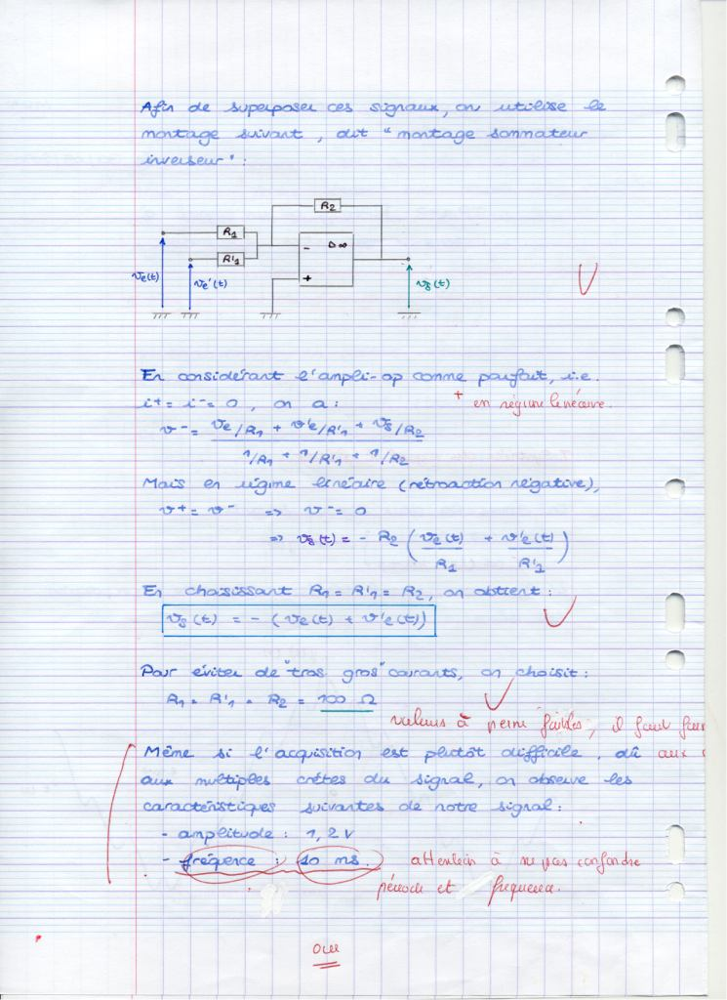 Afin de superposer ces signaux, on utilise le
montage suivant, dit "montage sommateur
inverseur" :
R2
R1
R'1
- ▷∞
+
ve(t)
ve'(t)
vs(t)
En considérant l'ampli-op comme parfait, i.e.
i+ = i- = 0, on a :
+ en régime linéaire.
v- = ve/R1 + v'e/R'1 + vs/R2
1/R1 + 1/R'1 + 1/R2
Mais en régime linéaire (rétroaction négative),
v+ = v- => v- = 0
=> vs(t) = - R2 ( ve(t) + v'e(t) )
R1 R'1
En choisissant R1 = R'1 = R2, on obtient :
vs(t) = - (ve(t) + v'e(t))
Pour éviter de "tros gros" courants, on choisit :
R1 = R'1 = R2 = 100 Ω
valeurs à peine faibles, il faut
Même si l'acquisition est plutôt difficile, dû aux
aux multiples crêtes du signal, on observe les
caractéristiques suivantes de notre signal :
- amplitude : 1,2 V
- fréqence : 10 ms.
attention à ne pas confondre
période et fréquence.
oui